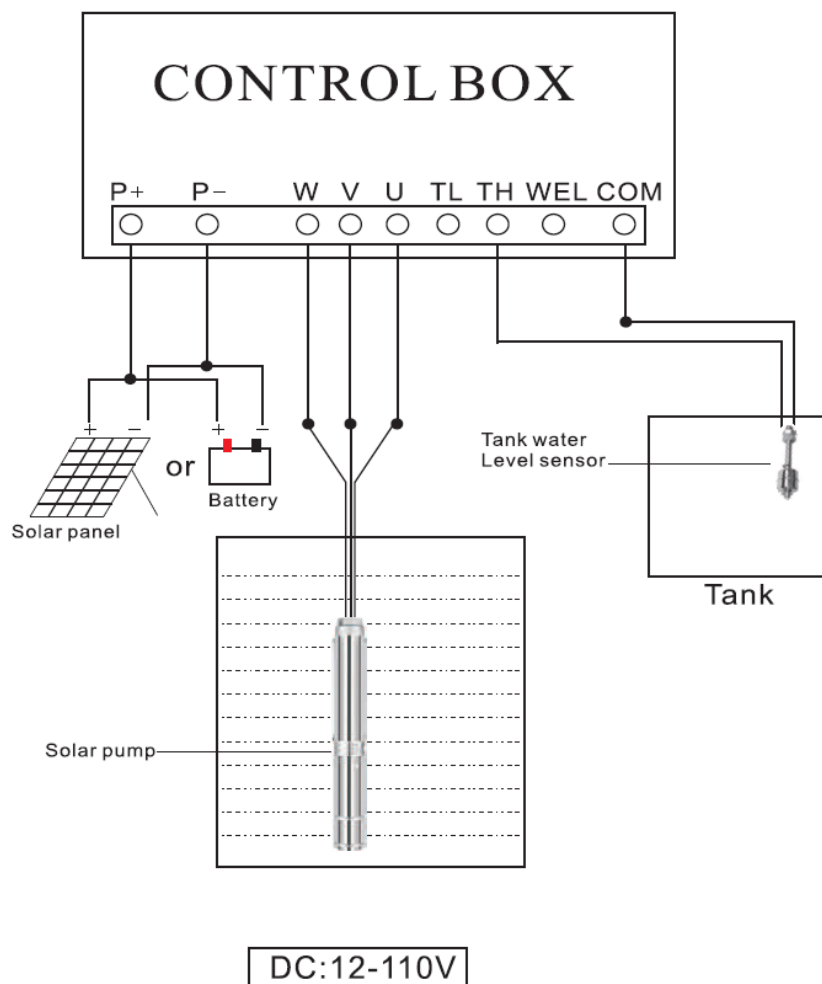 CONTROL BOX
P+ P- W V U TL TH WEL COM
+ - + -
or
Battery
Solar panel
Tank water
Level sensor
Tank
Solar pump
DC:12-110V